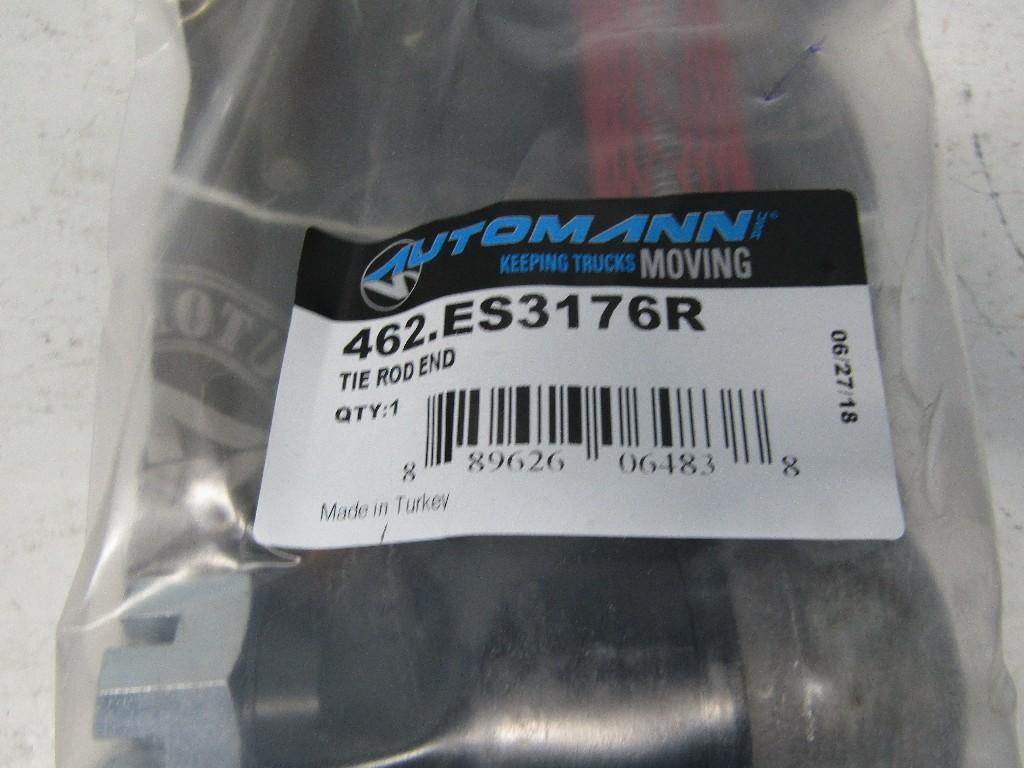 AUTOMANN INC®
KEEPING TRUCKS MOVING
462.ES3176R
TIE ROD END
QTY:1
06/27/18
8 89626 06483 8
Made in Turkey